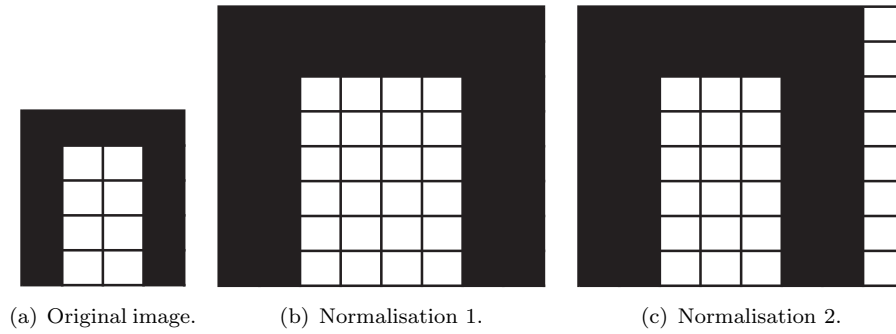 (a) Original image.
(b) Normalisation 1.
(c) Normalisation 2.